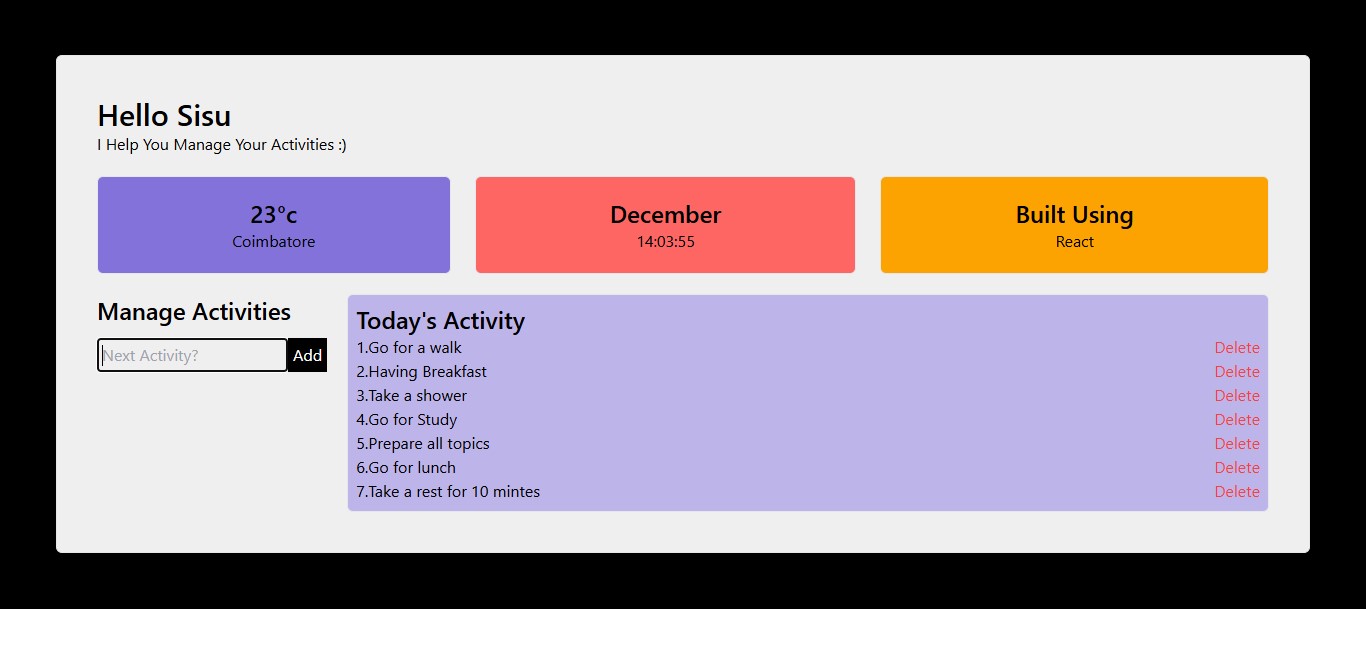 Hello Sisu
I Help You Manage Your Activities :)
23°c
Coimbatore
December
14:03:55
Built Using
React
Manage Activities
Next Activity?
Add
Today's Activity
1.Go for a walk Delete
2.Having Breakfast Delete
3.Take a shower Delete
4.Go for Study Delete
5.Prepare all topics Delete
6.Go for lunch Delete
7.Take a rest for 10 mintes Delete